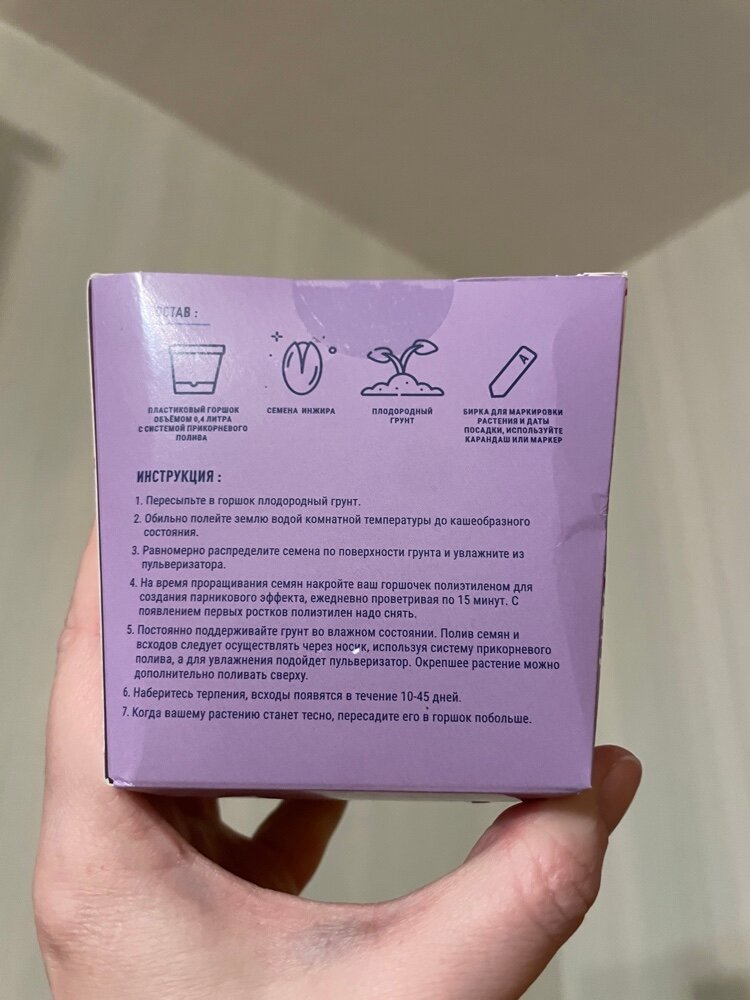 СОСТАВ :
ПЛАСТИКОВЫЙ ГОРШОК
ОБЪЁМОМ 0,4 ЛИТРА
С СИСТЕМОЙ ПРИКОРНЕВОГО
ПОЛИВА
СЕМЕНА ИНЖИРА
ПЛОДОРОДНЫЙ
ГРУНТ
A
БИРКА ДЛЯ МАРКИРОВКИ
РАСТЕНИЯ И ДАТЫ
ПОСАДКИ, ИСПОЛЬЗУЙТЕ
КАРАНДАШ ИЛИ МАРКЕР
ИНСТРУКЦИЯ :
1. Пересыпьте в горшок плодородный грунт.
2. Обильно полейте землю водой комнатной температуры до кашеобразного
состояния.
3. Равномерно распределите семена по поверхности грунта и увлажните из
пульверизатора.
4. На время проращивания семян накройте ваш горшочек полиэтиленом для
создания парникового эффекта, ежедневно проветривая по 15 минут. С
появлением первых ростков полиэтилен надо снять.
5. Постоянно поддерживайте грунт во влажном состоянии. Полив семян и
всходов следует осуществлять через носик, используя систему прикорневого
полива, а для увлажнения подойдет пульверизатор. Окрепшее растение можно
дополнительно поливать сверху.
6. Наберитесь терпения, всходы появятся в течение 10-45 дней.
7. Когда вашему растению станет тесно, пересадите его в горшок побольше.